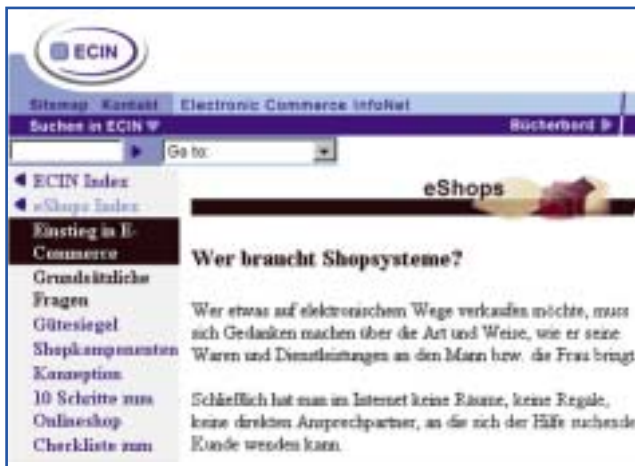 ECIN
Sitemap Kontakt Electronic Commerce InfoNet
Suchen in ECIN Bücherbord
Go to:
ECIN Index
eShops Index
Einstieg in E-
Commerce
Grundsätzliche
Fragen
Gütesiegel
Shopkomponenten
Konzeption
10 Schritte zum
Onlineshop
Checkliste zum
eShops
Wer braucht Shopsysteme?
Wer etwas auf elektronischem Wege verkaufen möchte, muss
sich Gedanken machen über die Art und Weise, wie er seine
Waren und Dienstleistungen an den Mann bzw. die Frau bringt
Schließlich hat man im Internet keine Räume, keine Regale,
keine direkten Ansprechpartner, an die sich der Hilfe suchende
Kunde wenden kann.